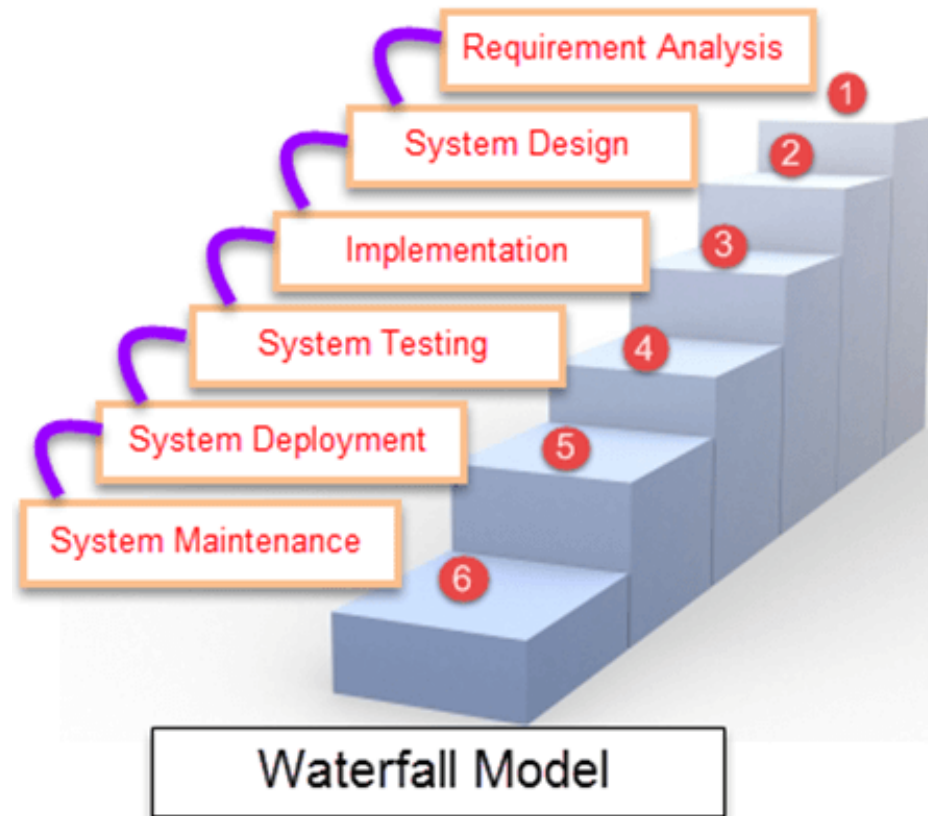 Requirement Analysis
1
System Design
2
Implementation
3
System Testing
4
System Deployment
5
System Maintenance
6
Waterfall Model